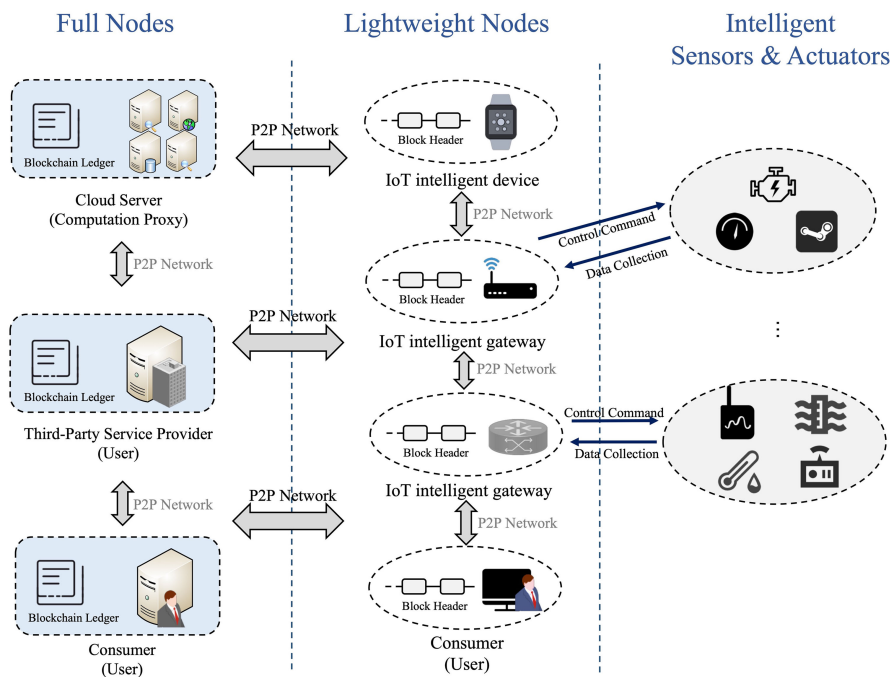 Full Nodes
Lightweight Nodes
Intelligent
Sensors & Actuators
Blockchain Ledger
Cloud Server
(Computation Proxy)
P2P Network
Blockchain Ledger
Third-Party Service Provider
(User)
P2P Network
Blockchain Ledger
Consumer
(User)
P2P Network
P2P Network
P2P Network
Block Header
IoT intelligent device
P2P Network
Block Header
IoT intelligent gateway
P2P Network
Block Header
IoT intelligent gateway
P2P Network
Block Header
Consumer
(User)
Control Command
Data Collection
...
Control Command
Data Collection